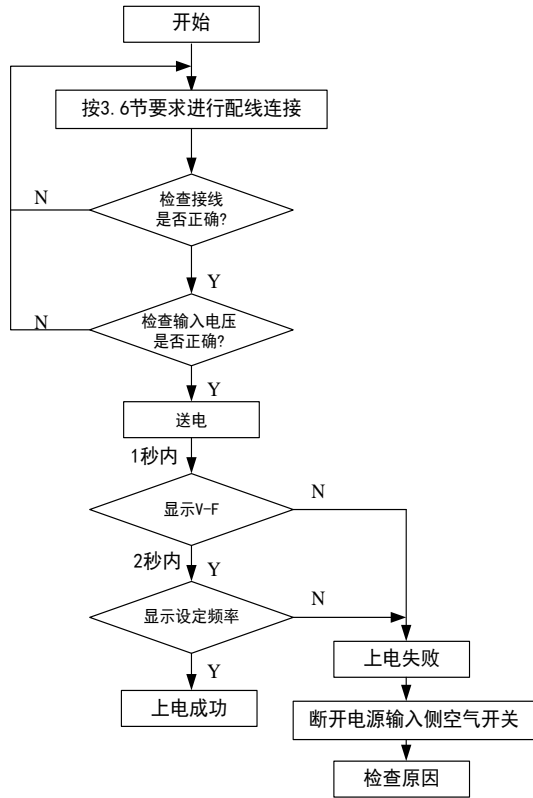 开始
按3.6节要求进行配线连接
检查接线
是否正确?
N
Y
检查输入电压
是否正确?
N
Y
送电
1秒内
显示V-F
N
2秒内
Y
显示设定频率
N
Y
上电失败
上电成功
断开电源输入侧空气开关
检查原因